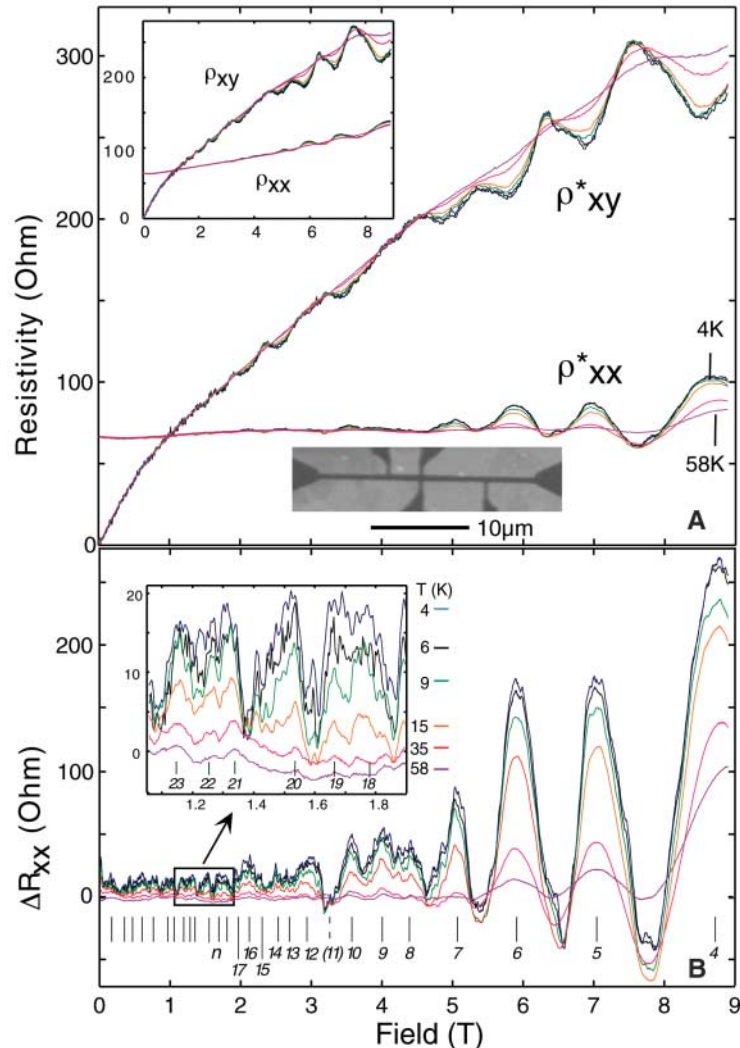 300
200
100
0
Resistivity (Ohm)
200
100
0
0 2 4 6 8
ρxy
ρxx
ρ*xy
ρ*xx
4K
58K
10µm
A
200
100
0
ΔRxx (Ohm)
20
10
0
23 22 21 20 19 18
1.2 1.4 1.6 1.8
T (K)
4
6
9
15
35
58
n 16 14 13 12 (11) 10 9 8 7 6 5 4
17 15
B
0 1 2 3 4 5 6 7 8 9
Field (T)